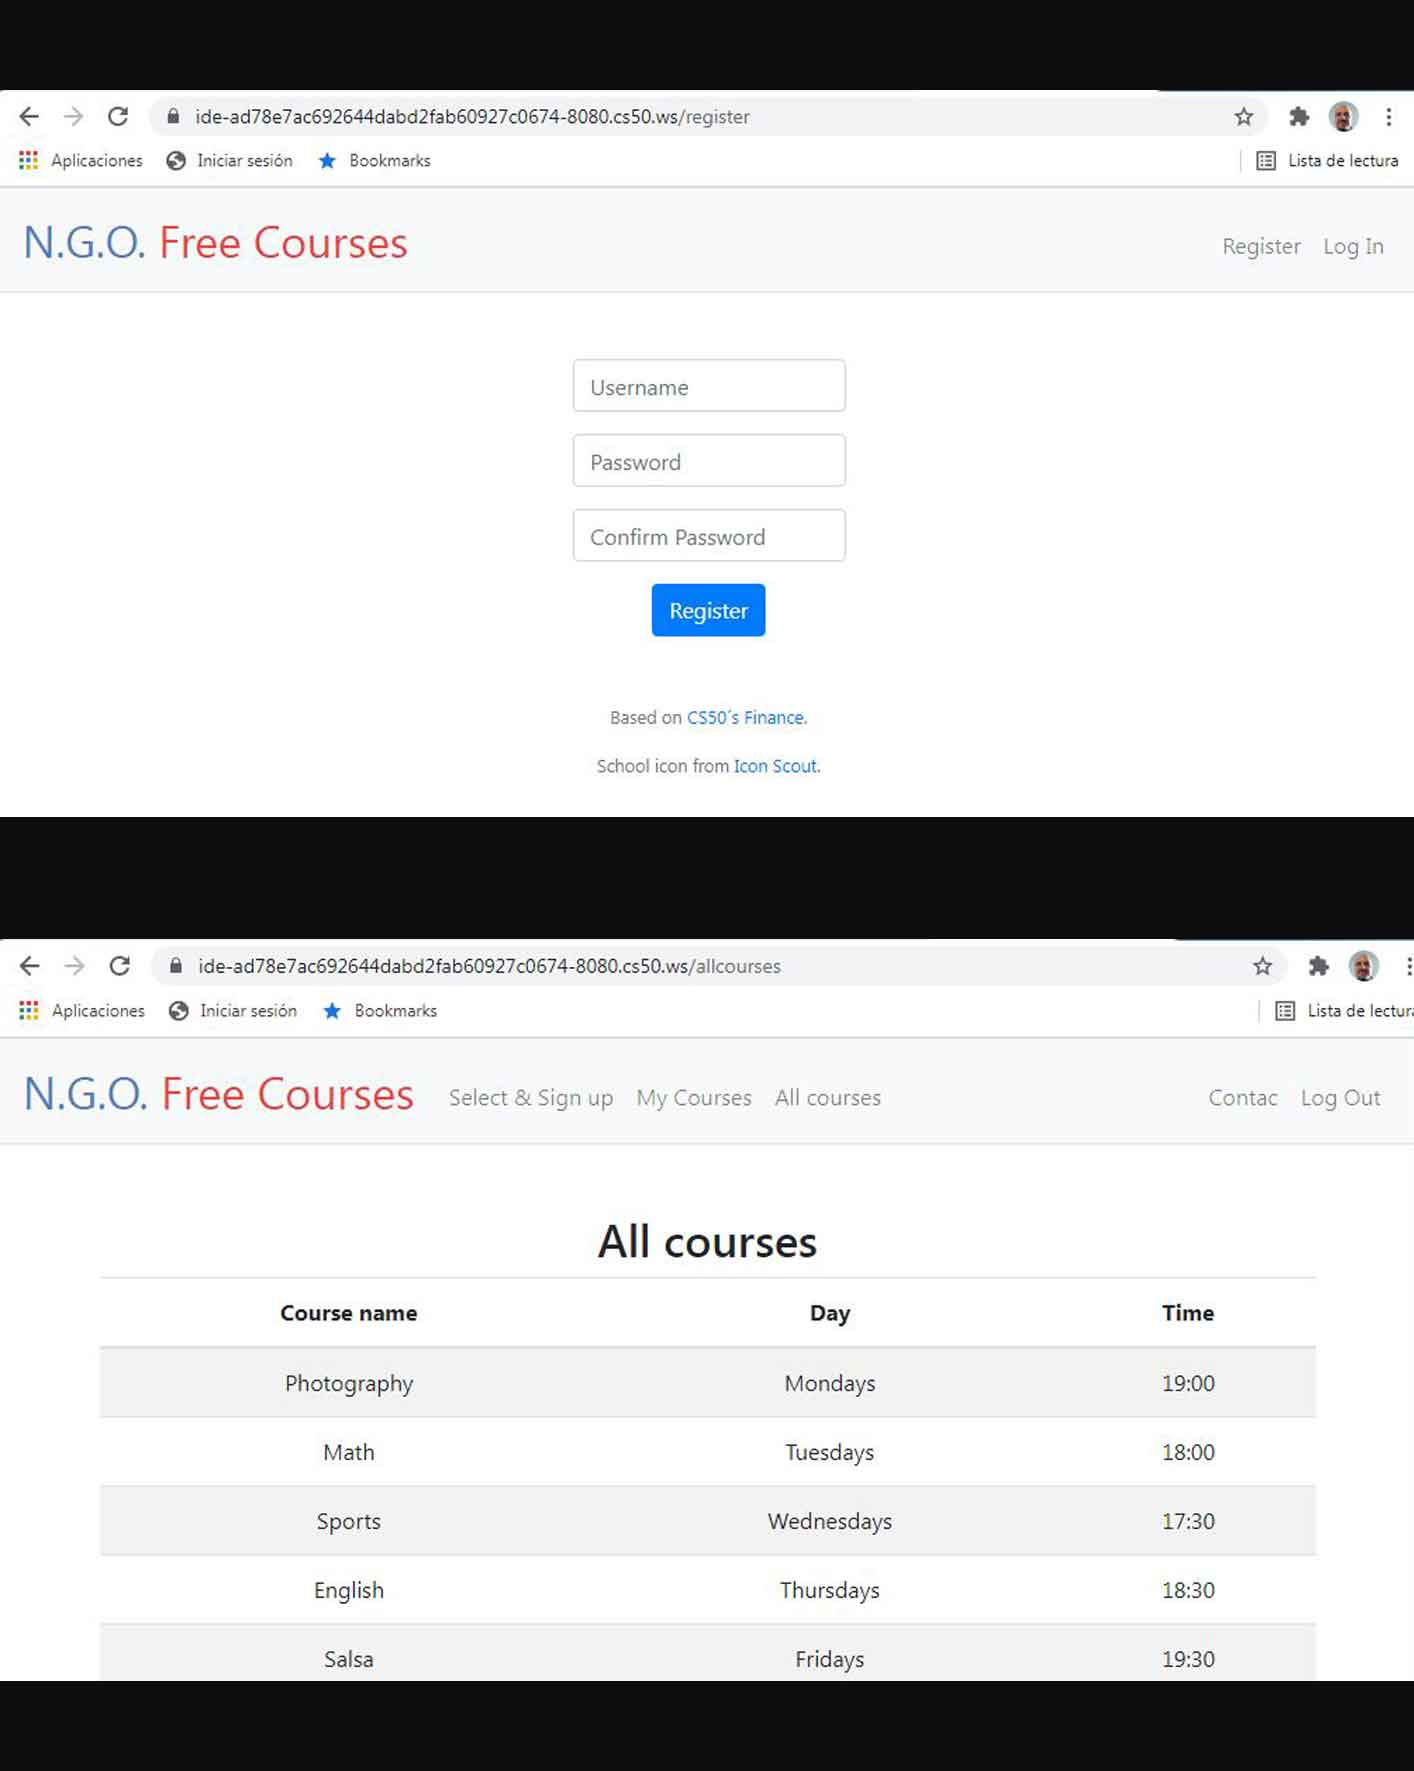 ide-ad78e7ac692644dabd2fab60927c0674-8080.cs50.ws/register
Aplicaciones Iniciar sesión Bookmarks Lista de lectura
N.G.O. Free Courses Register Log In
Username
Password
Confirm Password
Register
Based on CS50´s Finance.
School icon from Icon Scout.
ide-ad78e7ac692644dabd2fab60927c0674-8080.cs50.ws/allcourses
Aplicaciones Iniciar sesión Bookmarks Lista de lectura
N.G.O. Free Courses Select & Sign up My Courses All courses Contac Log Out
All courses
Course name Day Time
Photography Mondays 19:00
Math Tuesdays 18:00
Sports Wednesdays 17:30
English Thursdays 18:30
Salsa Fridays 19:30